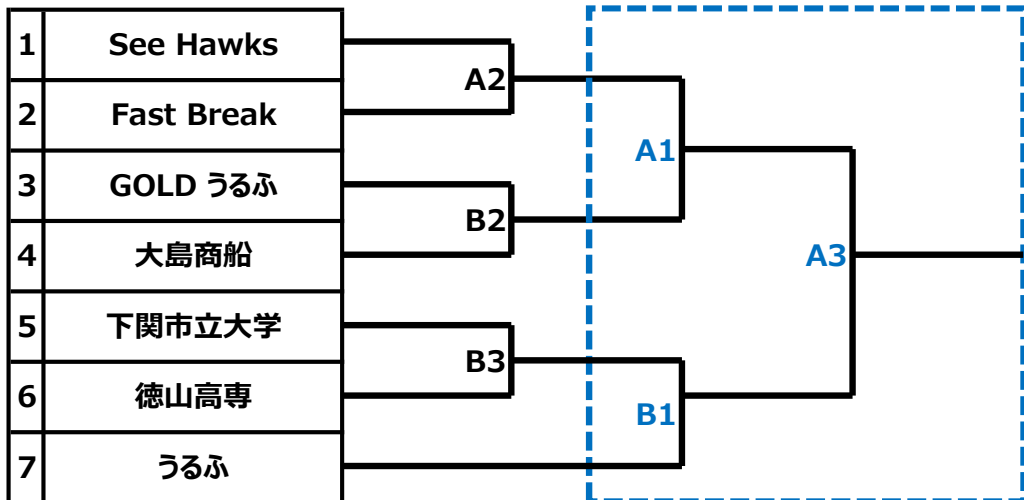 1 See Hawks
2 Fast Break
3 GOLD うるふ
4 大島商船
5 下関市立大学
6 徳山高専
7 うるふ
A2
B2
B3
A1
B1
A3